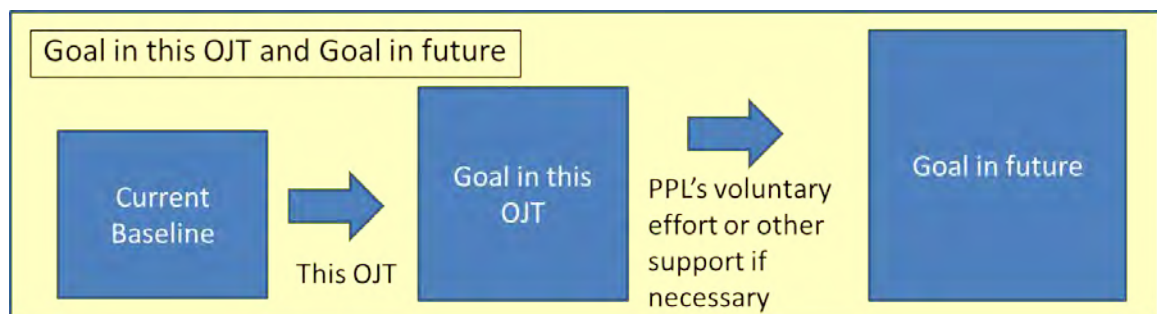 Goal in this OJT and Goal in future
Current
Baseline
This OJT
Goal in this
OJT
PPL's voluntary
effort or other
support if
necessary
Goal in future